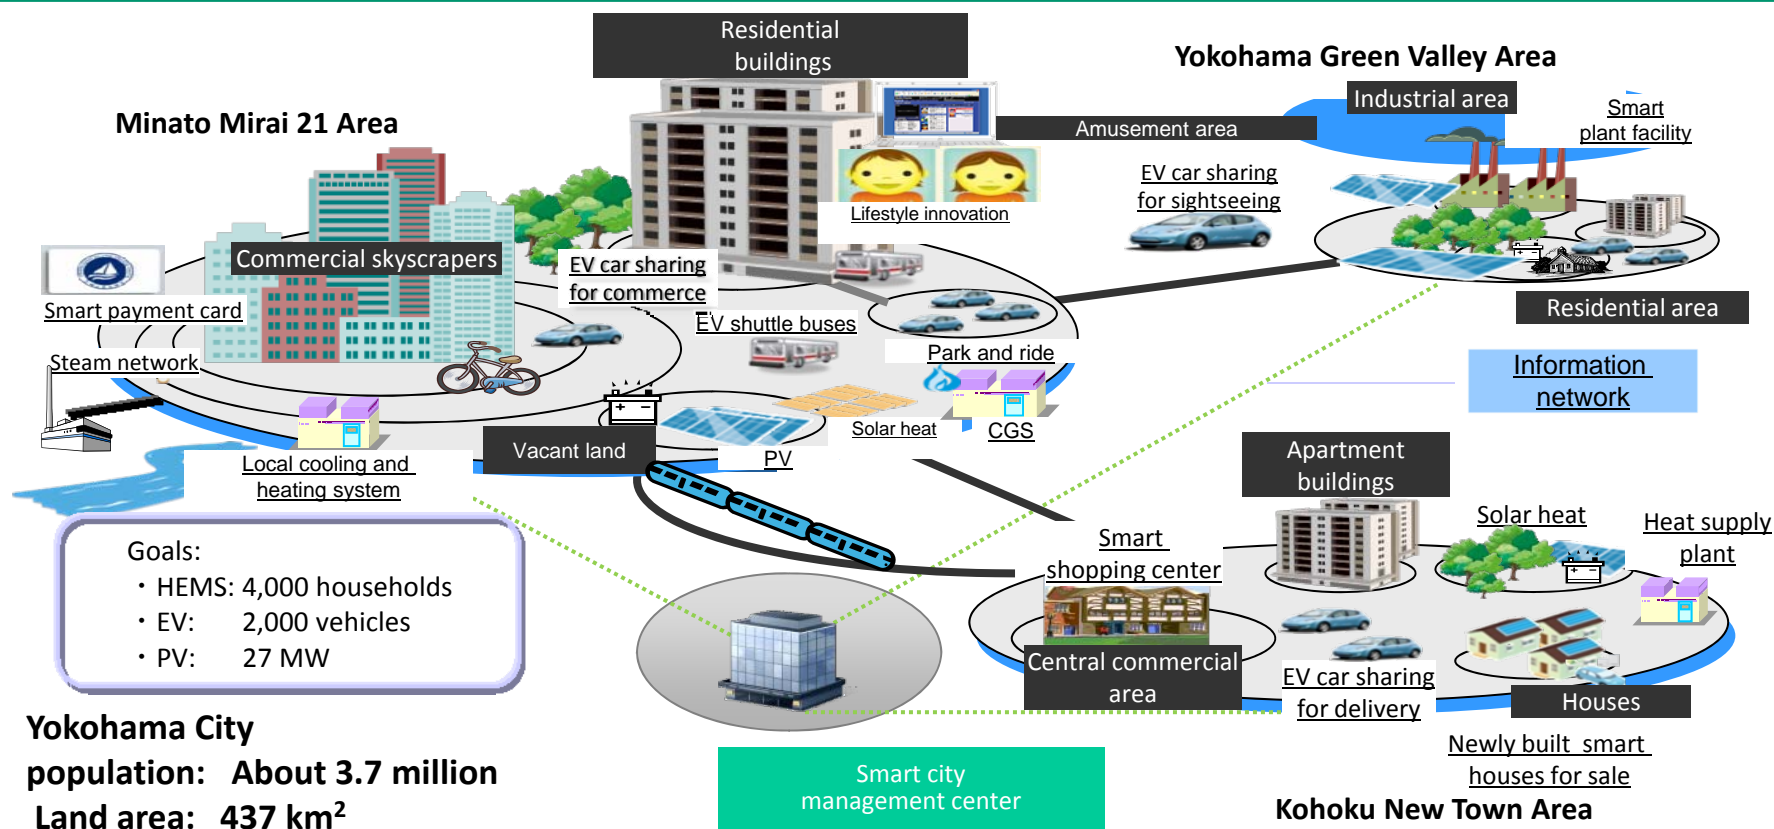 Residential
buildings
Yokohama Green Valley Area
Industrial area
Smart
plant facility
Minato Mirai 21 Area
Amusement area
EV car sharing
for sightseeing
Lifestyle innovation
Commercial skyscrapers
EV car sharing
for commerce
Smart payment card
EV shuttle buses
Residential area
Steam network
Park and ride
Information
network
Solar heat
CGS
Vacant land
PV
Local cooling and
heating system
Apartment
buildings
Solar heat
Heat supply
plant
Smart
shopping center
Goals:
・HEMS: 4,000 households
・EV: 2,000 vehicles
・PV: 27 MW
Central commercial
area
EV car sharing
for delivery
Houses
Newly built smart
houses for sale
Yokohama City
population: About 3.7 million
Land area: 437 km²
Smart city
management center
Kohoku New Town Area